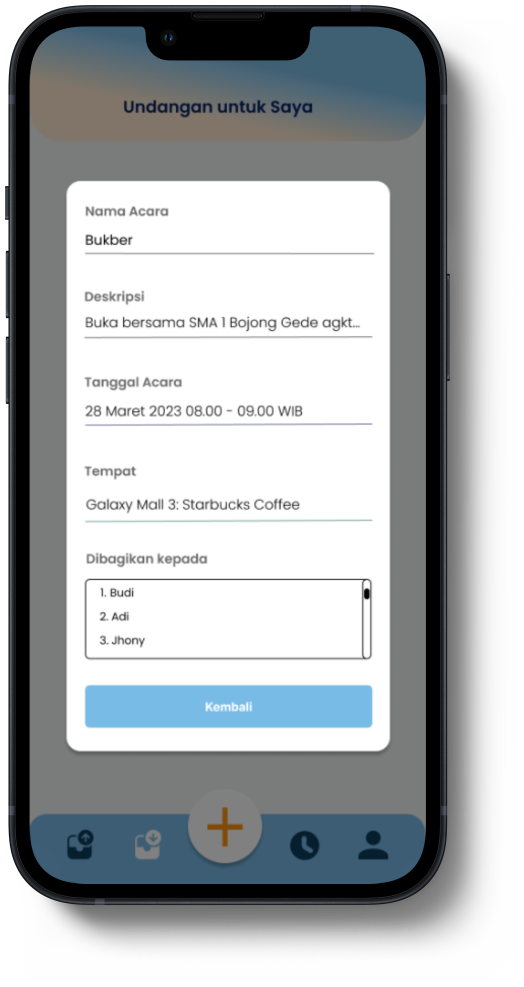 Undangan untuk Saya
Nama Acara
Bukber
Deskripsi
Buka bersama SMA 1 Bojong Gede agkt...
Tanggal Acara
28 Maret 2023 08.00 - 09.00 WIB
Tempat
Galaxy Mall 3: Starbucks Coffee
Dibagikan kepada
1. Budi
2. Adi
3. Jhony
Kembali